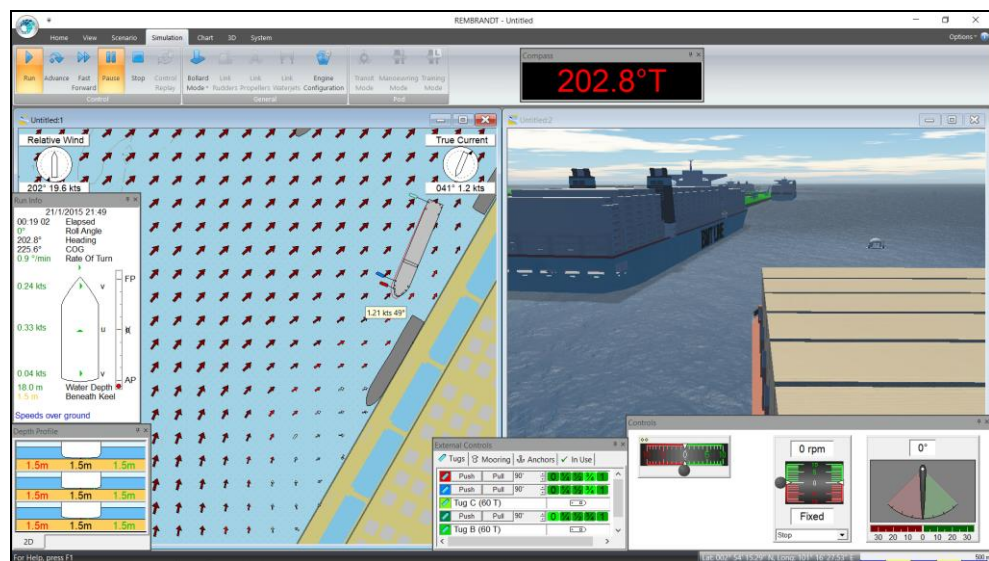 REMBRANDT - Untitled
Home View Scenario Simulation Chart 3D System
Options
Run Advance Fast Forward Pause Stop Control Replay
Bollard Mode Link Rudders Link Propellers Link Waterjets Engine Configuration
Transit Mode Manoeuvring Mode Training Mode
Control General Pod
Compass
202.8°T
Untitled:1
Untitled:2
Relative Wind
202° 19.6 kts
True Current
041° 1.2 kts
Run Info
21/1/2015 21:49
00:19 02 Elapsed
0° Roll Angle
202.8° Heading
225.6° COG
0.9 °/min Rate Of Turn
FP
0.24 kts v
0.33 kts u
0.04 kts v
AP
18.0 m Water Depth
1.5 m Beneath Keel
Speeds over ground
1.21 kts 49°
Depth Profile
1.5m 1.5m 1.5m
1.5m 1.5m 1.5m
1.5m 1.5m 1.5m
2D
External Controls
Tugs Mooring Anchors In Use
Push Pull 90°
Push Pull 90°
Tug C (60 T)
Push Pull 90°
Tug B (60 T)
Controls
0
0 rpm
Fixed
Stop
0°
30 20 10 0 10 20 30
For Help, press F1